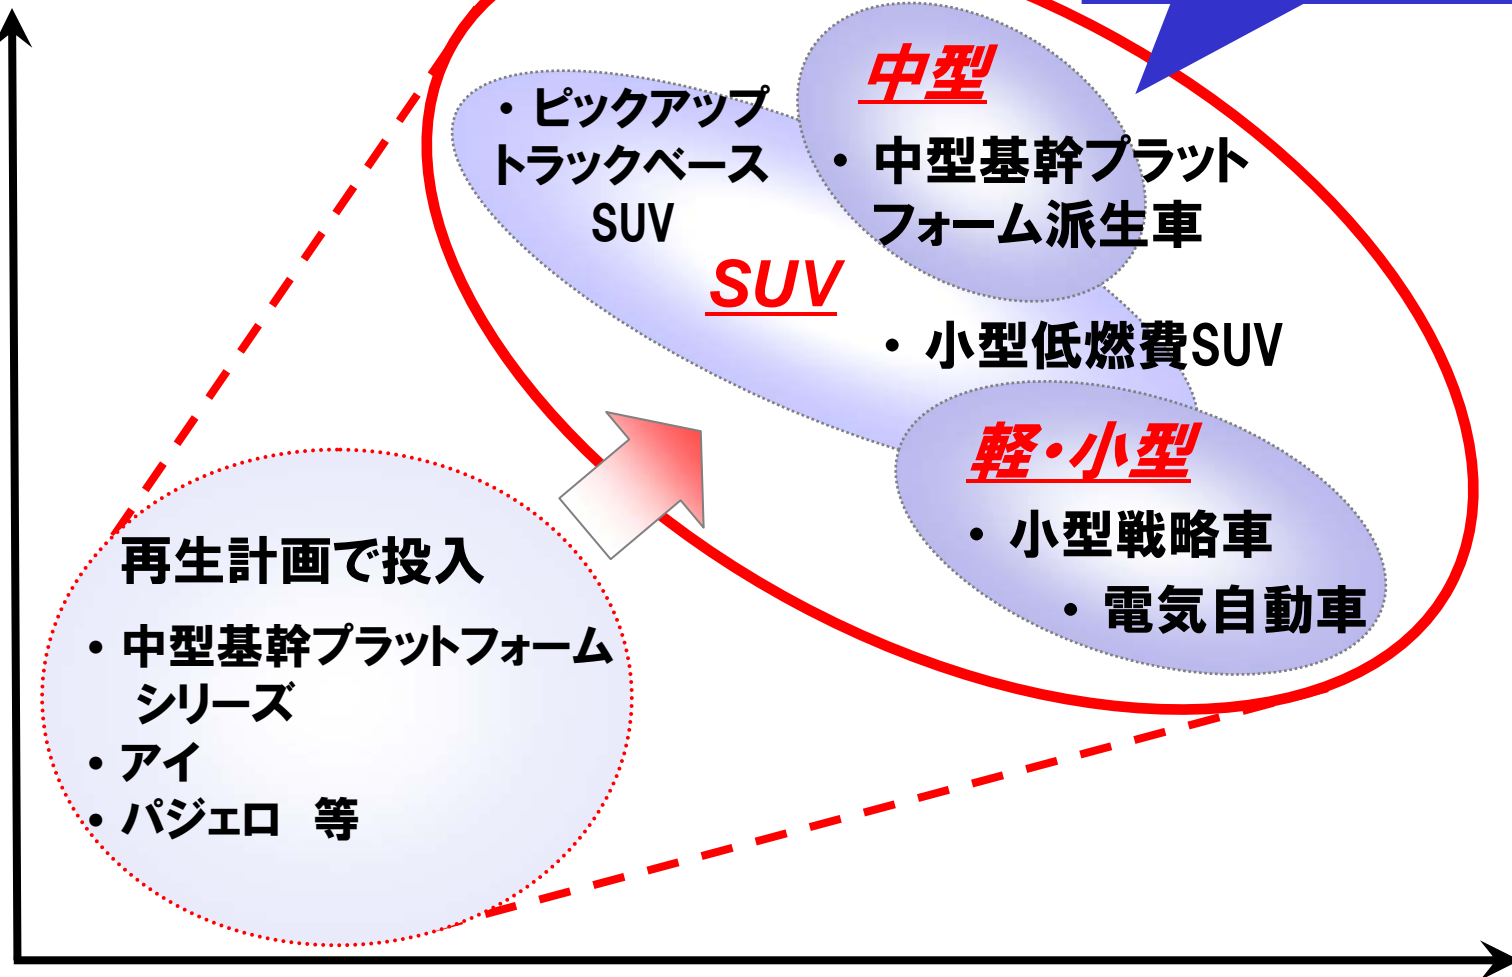 中型
・ピックアップ
トラックベース
SUV
・中型基幹プラット
フォーム派生車
SUV
・小型低燃費SUV
軽・小型
・小型戦略車
・電気自動車
再生計画で投入
・中型基幹プラットフォーム
シリーズ
・アイ
・パジェロ　等